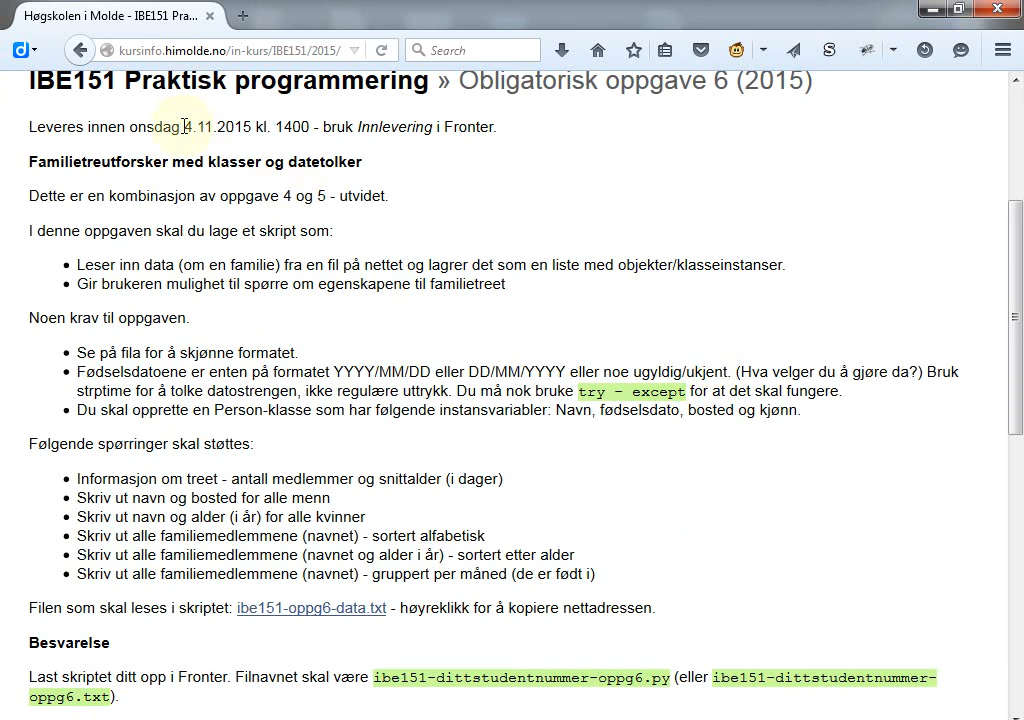 Høgskolen i Molde - IBE151 Pra... ×
kursinfo.himolde.no/in-kurs/IBE151/2015/
Search
IBE151 Praktisk programmering » Obligatorisk oppgave 6 (2015)
Leveres innen onsdag 4.11.2015 kl. 1400 - bruk Innlevering i Fronter.
Familietreutforsker med klasser og datetolker
Dette er en kombinasjon av oppgave 4 og 5 - utvidet.
I denne oppgaven skal du lage et skript som:
• Leser inn data (om en familie) fra en fil på nettet og lagrer det som en liste med objekter/klasseinstanser.
• Gir brukeren mulighet til spørre om egenskapene til familietreet
Noen krav til oppgaven.
• Se på fila for å skjønne formatet.
• Fødselsdatoene er enten på formatet YYYY/MM/DD eller DD/MM/YYYY eller noe ugyldig/ukjent. (Hva velger du å gjøre da?) Bruk
strptime for å tolke datostrengen, ikke regulære uttrykk. Du må nok bruke try - except for at det skal fungere.
• Du skal opprette en Person-klasse som har følgende instansvariabler: Navn, fødselsdato, bosted og kjønn.
Følgende spørringer skal støttes:
• Informasjon om treet - antall medlemmer og snittalder (i dager)
• Skriv ut navn og bosted for alle menn
• Skriv ut navn og alder (i år) for alle kvinner
• Skriv ut alle familiemedlemmene (navnet) - sortert alfabetisk
• Skriv ut alle familiemedlemmene (navnet og alder i år) - sortert etter alder
• Skriv ut alle familiemedlemmene (navnet) - gruppert per måned (de er født i)
Filen som skal leses i skriptet: ibe151-oppg6-data.txt - høyreklikk for å kopiere nettadressen.
Besvarelse
Last skriptet ditt opp i Fronter. Filnavnet skal være ibe151-dittstudentnummer-oppg6.py (eller ibe151-dittstudentnummer-
oppg6.txt).